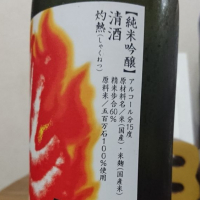 【純米吟醸】
清酒
灼熱(しゃくねつ)
アルコール分15度
原材料名/米(国産)・米麹(国産米)
精米歩合60%
原料米/五百万石100%使用